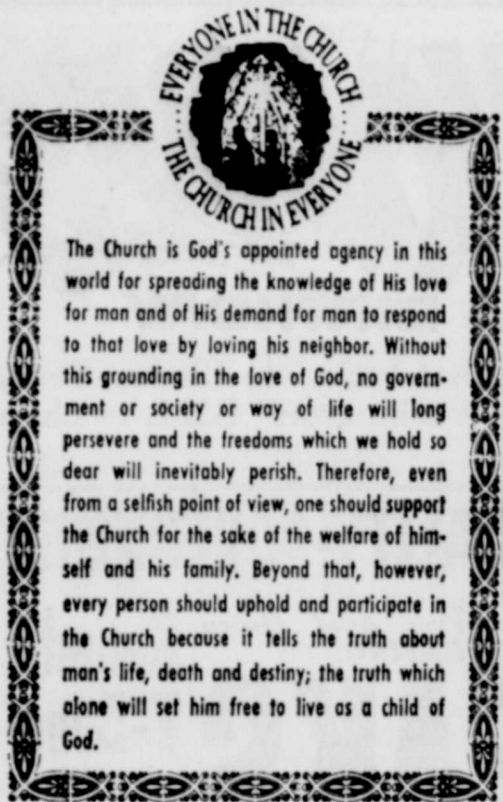 EVERYONE IN THE CHURCH
THE CHURCH IN EVERYONE
The Church is God's appointed agency in this
world for spreading the knowledge of His love
for man and of His demand for man to respond
to that love by loving his neighbor. Without
this grounding in the love of God, no govern-
ment or society or way of life will long
persevere and the freedoms which we hold so
dear will inevitably perish. Therefore, even
from a selfish point of view, one should support
the Church for the sake of the welfare of him-
self and his family. Beyond that, however,
every person should uphold and participate in
the Church because it tells the truth about
man's life, death and destiny; the truth which
alone will set him free to live as a child of
God.